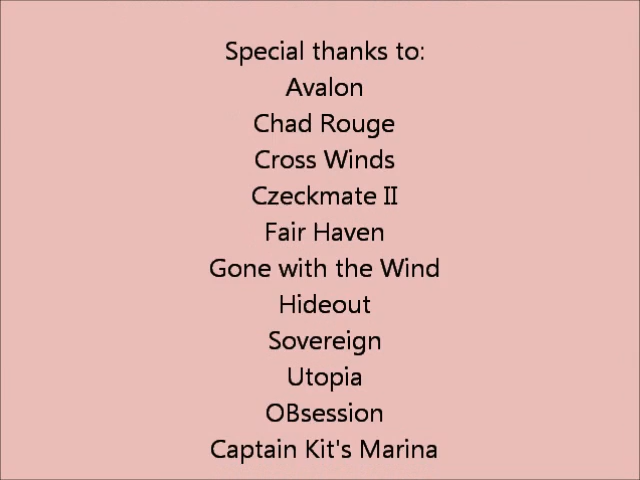 Special thanks to:
Avalon
Chad Rouge
Cross Winds
Czeckmate II
Fair Haven
Gone with the Wind
Hideout
Sovereign
Utopia
OBsession
Captain Kit's Marina